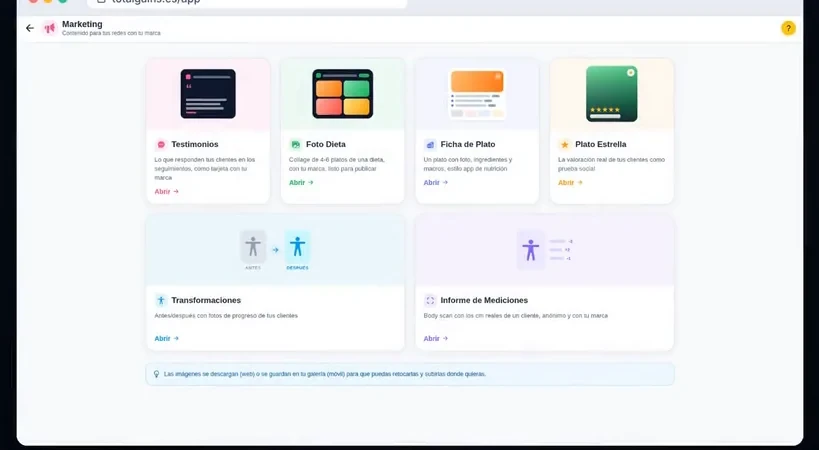 totalgains.es/app
Marketing
Contenido para tus redes con tu marca
?
Testimonios
Lo que responden tus clientes en los
seguimientos, como tarjeta con tu
marca
Abrir →
Foto Dieta
Collage de 4-6 platos de una dieta,
con tu marca, listo para publicar
Abrir →
Ficha de Plato
Un plato con foto, ingredientes y
macros, estilo app de nutrición
Abrir →
Plato Estrella
La valoración real de tus clientes como
prueba social
Abrir →
ANTES
DESPUÉS
Transformaciones
Antes/después con fotos de progreso de tus clientes
Abrir →
Informe de Mediciones
Body scan con los cm reales de un cliente, anónimo y con tu marca
Abrir →
Las imágenes se descargan (web) o se guardan en tu galería (móvil) para que puedas retocarlas y subirlas donde quieras.